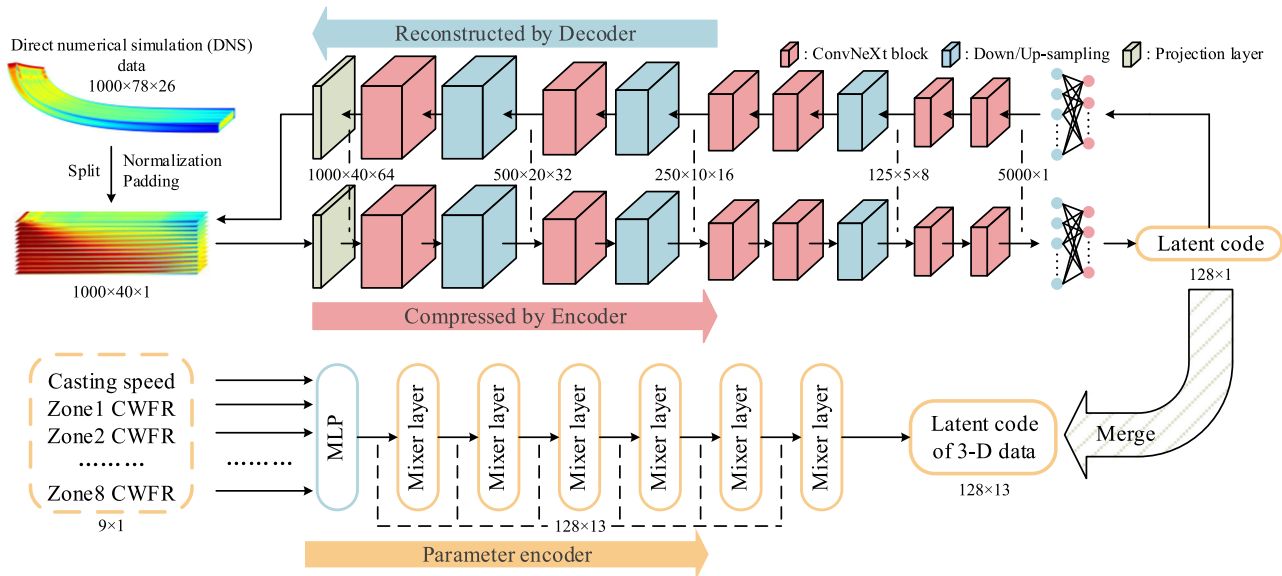 Reconstructed by Decoder
Direct numerical simulation (DNS)
data
1000×78×26
: ConvNeXt block
: Down/Up-sampling
: Projection layer
Split
Normalization
Padding
1000×40×64
500×20×32
250×10×16
125×5×8
5000×1
1000×40×1
Latent code
128×1
Compressed by Encoder
Casting speed
Zone1 CWFR
Zone2 CWFR
………
Zone8 CWFR
9×1
………
MLP
Mixer layer
Mixer layer
Mixer layer
Mixer layer
Mixer layer
Mixer layer
128×13
Latent code
of 3-D data
128×13
Merge
Parameter encoder